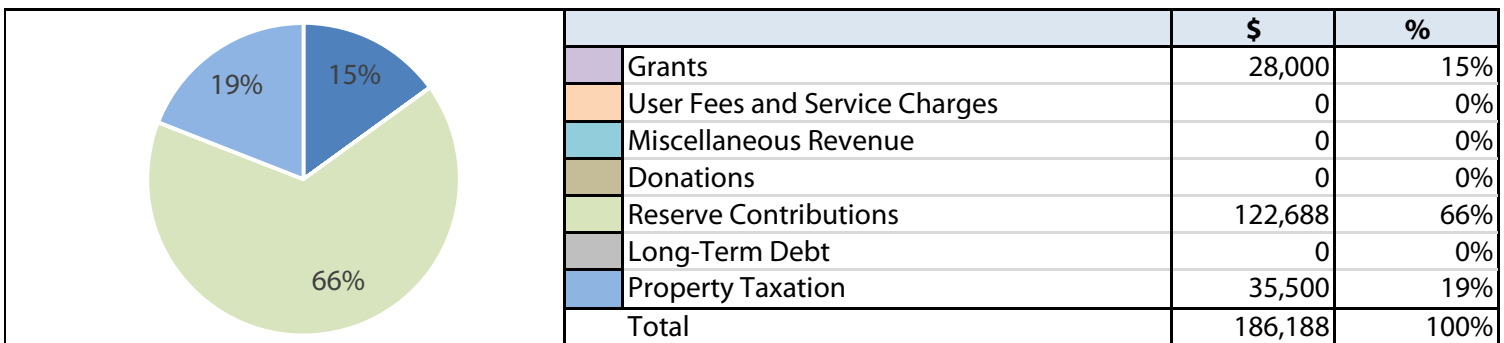 19%
15%
66%
$ %
Grants 28,000 15%
User Fees and Service Charges 0 0%
Miscellaneous Revenue 0 0%
Donations 0 0%
Reserve Contributions 122,688 66%
Long-Term Debt 0 0%
Property Taxation 35,500 19%
Total 186,188 100%